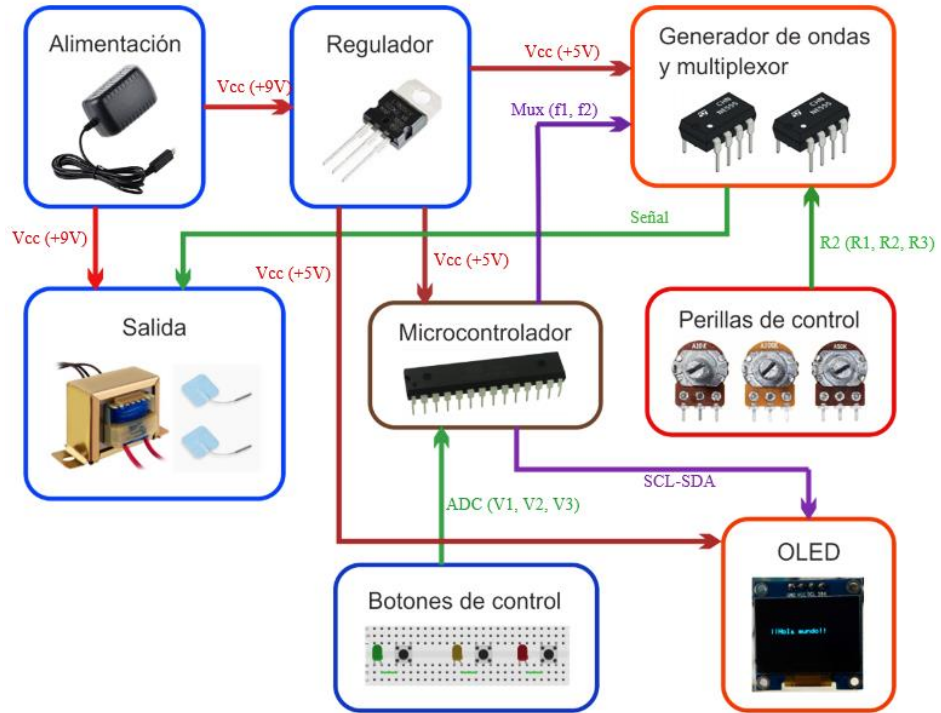 Alimentación
Regulador
Generador de ondas
y multiplexor
Vcc (+9V)
Vcc (+5V)
Mux (f1, f2)
Señal
Vcc (+9V)
Vcc (+5V)
Vcc (+5V)
R2 (R1, R2, R3)
Salida
Microcontrolador
Perillas de control
SCL-SDA
ADC (V1, V2, V3)
OLED
Botones de control
!!Hola mundo!!